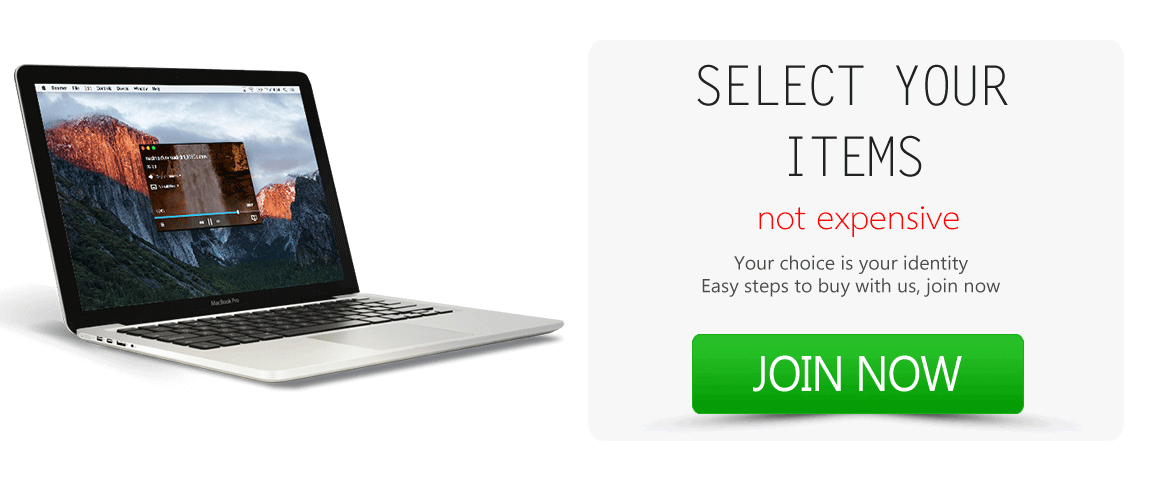 MacBook Pro
SELECT YOUR
ITEMS
not expensive
Your choice is your identity
Easy steps to buy with us, join now
JOIN NOW